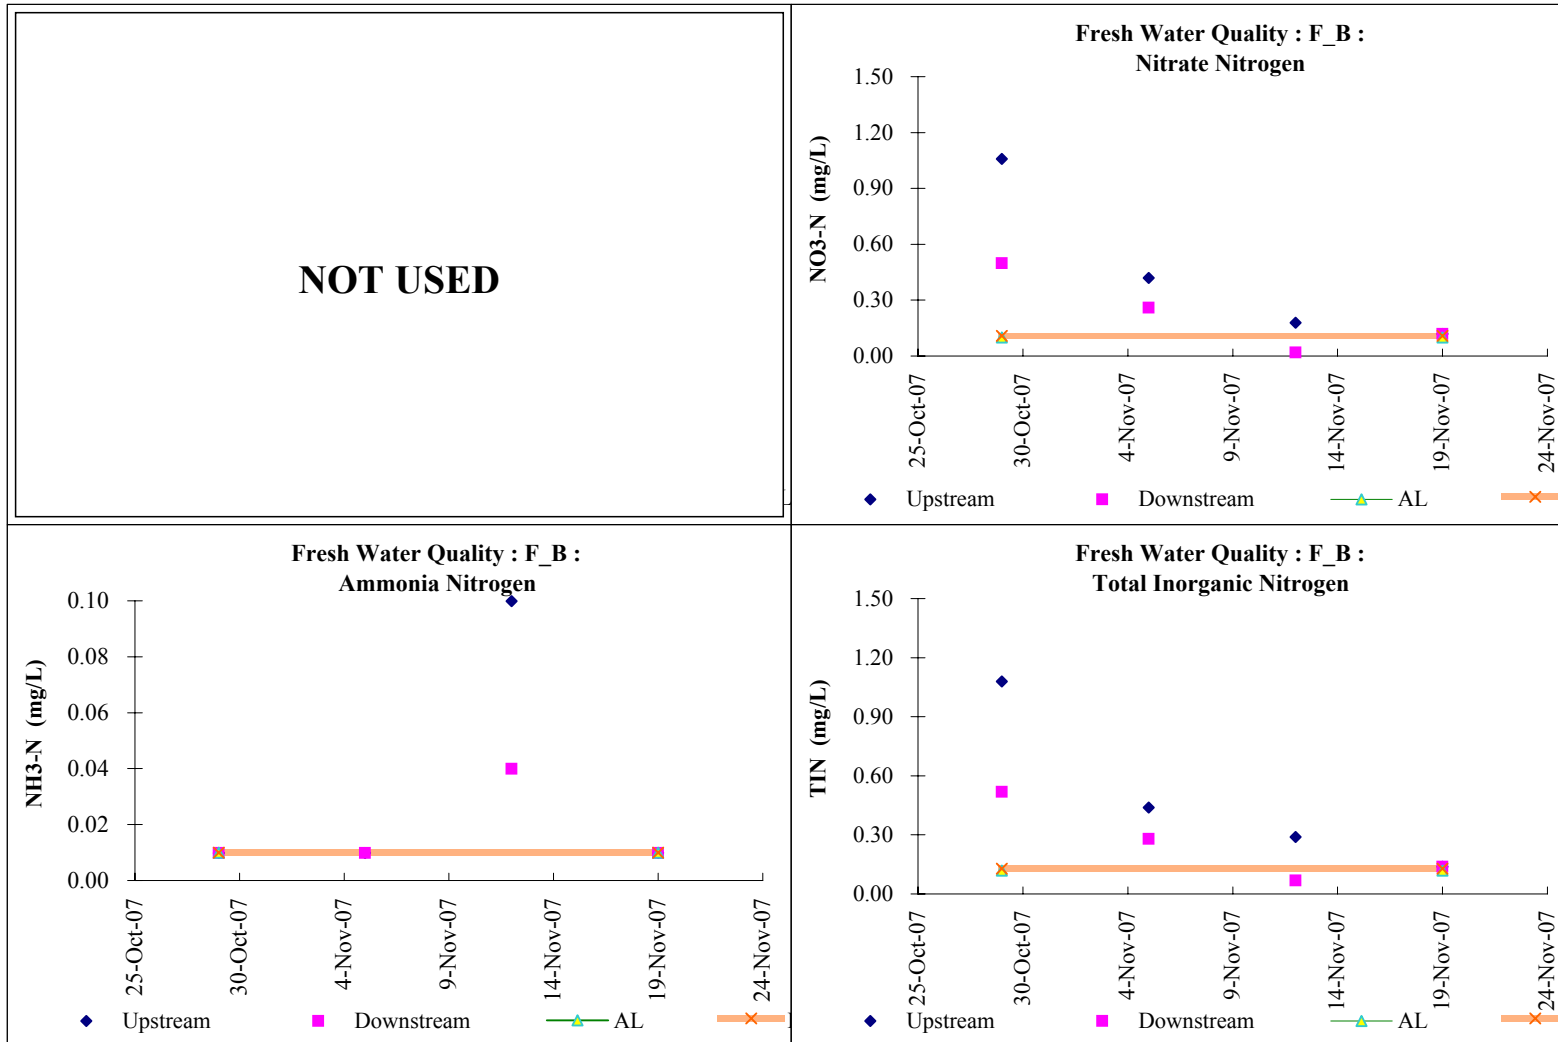 NOT USED
Fresh Water Quality : F_B :
Nitrate Nitrogen
NO3-N (mg/L)
1.50
1.20
0.90
0.60
0.30
0.00
25-Oct-07
30-Oct-07
4-Nov-07
9-Nov-07
14-Nov-07
19-Nov-07
24-Nov-07
Upstream Downstream AL
Fresh Water Quality : F_B :
Ammonia Nitrogen
NH3-N (mg/L)
0.10
0.08
0.06
0.04
0.02
0.00
25-Oct-07
30-Oct-07
4-Nov-07
9-Nov-07
14-Nov-07
19-Nov-07
24-Nov-07
Upstream Downstream AL
Fresh Water Quality : F_B :
Total Inorganic Nitrogen
TIN (mg/L)
1.50
1.20
0.90
0.60
0.30
0.00
25-Oct-07
30-Oct-07
4-Nov-07
9-Nov-07
14-Nov-07
19-Nov-07
24-Nov-07
Upstream Downstream AL